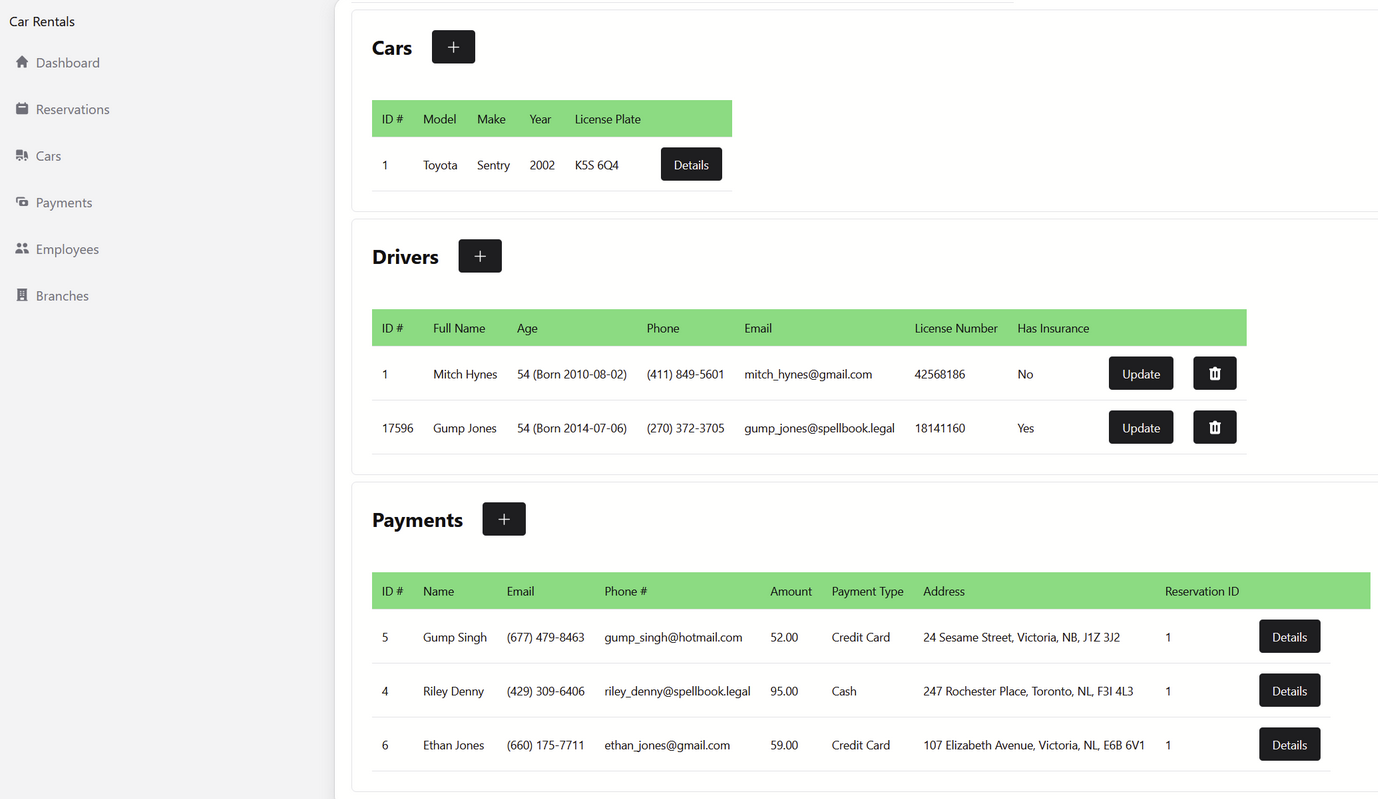 Car Rentals
Dashboard
Reservations
Cars
Payments
Employees
Branches
Cars +
ID # Model Make Year License Plate
1 Toyota Sentry 2002 K5S 6Q4 Details
Drivers +
ID # Full Name Age Phone Email License Number Has Insurance
1 Mitch Hynes 54 (Born 2010-08-02) (411) 849-5601 mitch_hynes@gmail.com 42568186 No Update
17596 Gump Jones 54 (Born 2014-07-06) (270) 372-3705 gump_jones@spellbook.legal 18141160 Yes Update
Payments +
ID # Name Email Phone # Amount Payment Type Address Reservation ID
5 Gump Singh (677) 479-8463 gump_singh@hotmail.com 52.00 Credit Card 24 Sesame Street, Victoria, NB, J1Z 3J2 1 Details
4 Riley Denny (429) 309-6406 riley_denny@spellbook.legal 95.00 Cash 247 Rochester Place, Toronto, NL, F3I 4L3 1 Details
6 Ethan Jones (660) 175-7711 ethan_jones@gmail.com 59.00 Credit Card 107 Elizabeth Avenue, Victoria, NL, E6B 6V1 1 Details